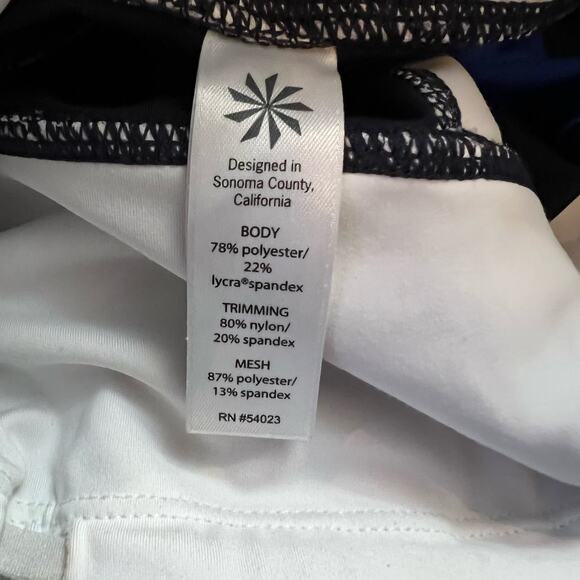 Designed in
Sonoma County,
California
BODY
78% polyester/
22%
lycra®spandex
TRIMMING
80% nylon/
20% spandex
MESH
87% polyester/
13% spandex
RN #54023